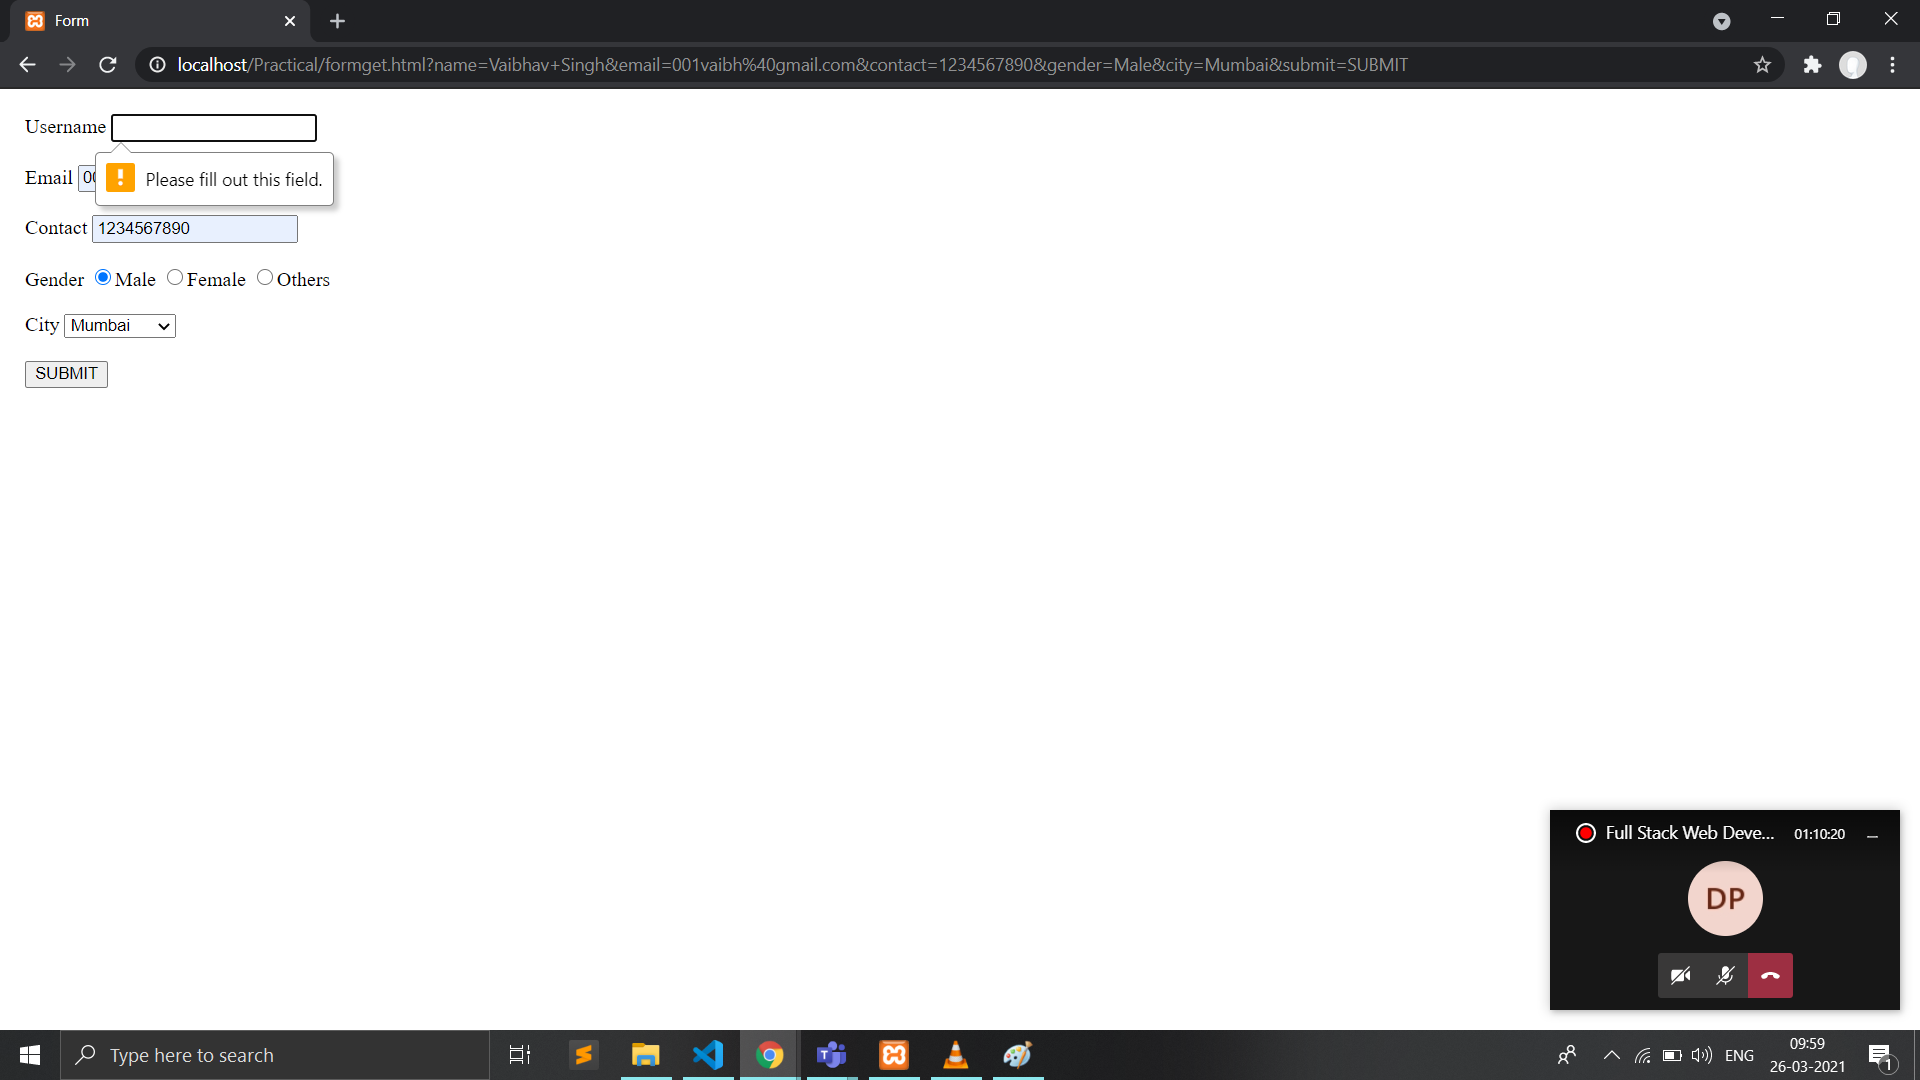 Form
localhost/Practical/formget.html?name=Vaibhav+Singh&email=001vaibh%40gmail.com&contact=1234567890&gender=Male&city=Mumbai&submit=SUBMIT
Username
Please fill out this field.
Email 00
Contact 1234567890
Gender Male Female Others
City Mumbai
SUBMIT
Full Stack Web Deve... 01:10:20
DP
Type here to search
ENG
09:59
26-03-2021
1